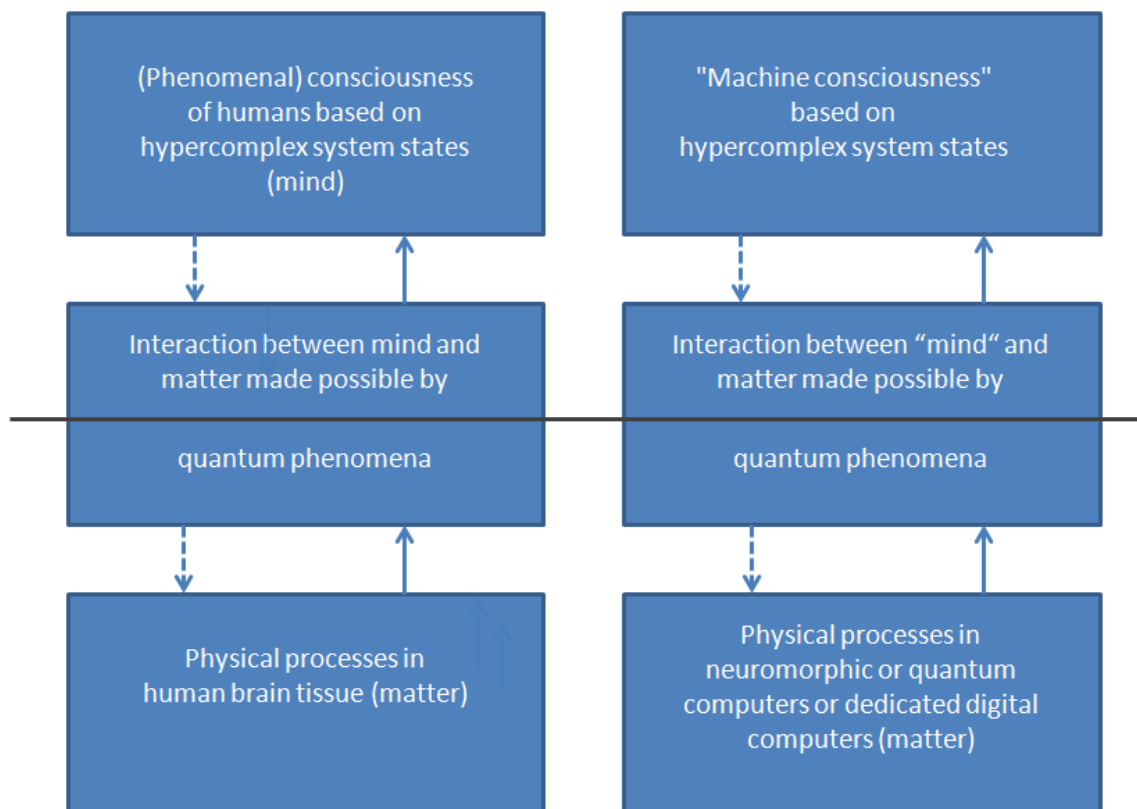 (Phenomenal) consciousness
of humans based on
hypercomplex system states
(mind)
"Machine consciousness"
based on
hypercomplex system states
Interaction between mind and
matter made possible by
quantum phenomena
Interaction between “mind“ and
matter made possible by
quantum phenomena
Physical processes in
human brain tissue (matter)
Physical processes in
neuromorphic or quantum
computers or dedicated digital
computers (matter)